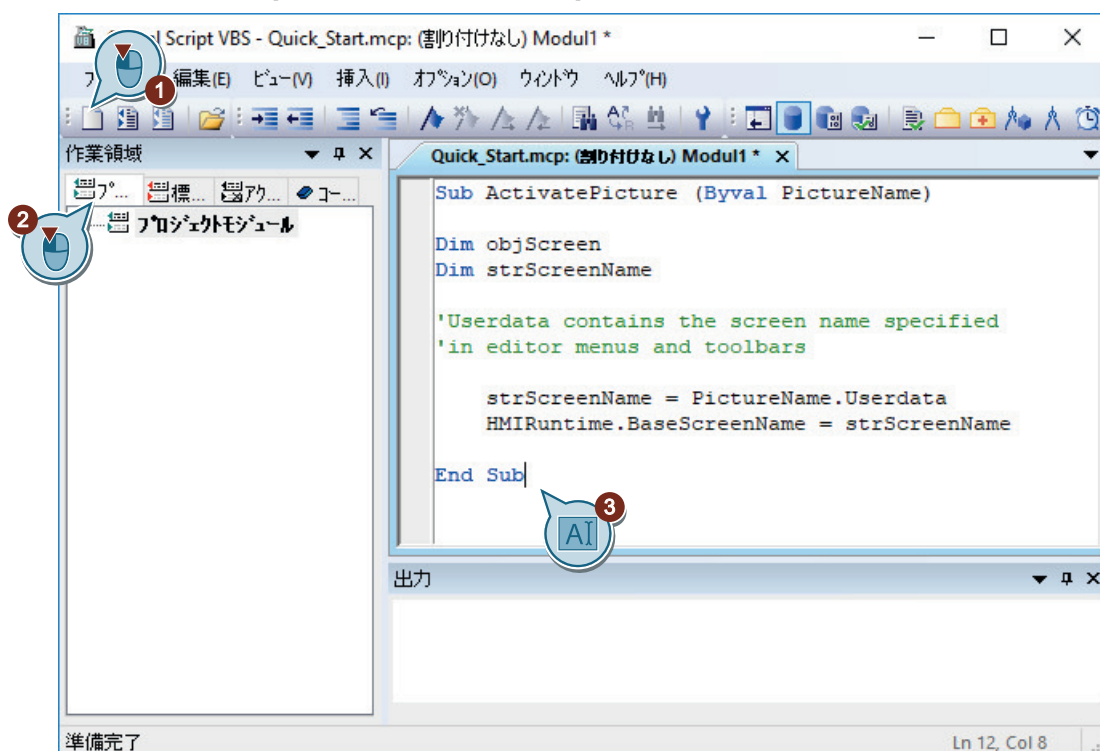 l Script VBS - Quick_Start.mcp: (割り付けなし) Modul1 *
編集(E) ビュー(V) 挿入(I) オプション(O) ウィンドウ ヘルプ(H)
1
作業領域
Quick_Start.mcp: (割り付けなし) Modul1 *
プ... 標... アク... コー...
2
プロジェクトモジュール
Sub ActivatePicture (Byval PictureName)
Dim objScreen
Dim strScreenName
'Userdata contains the screen name specified
'in editor menus and toolbars
strScreenName = PictureName.Userdata
HMIRuntime.BaseScreenName = strScreenName
End Sub
3
AI
出力
準備完了
Ln 12, Col 8